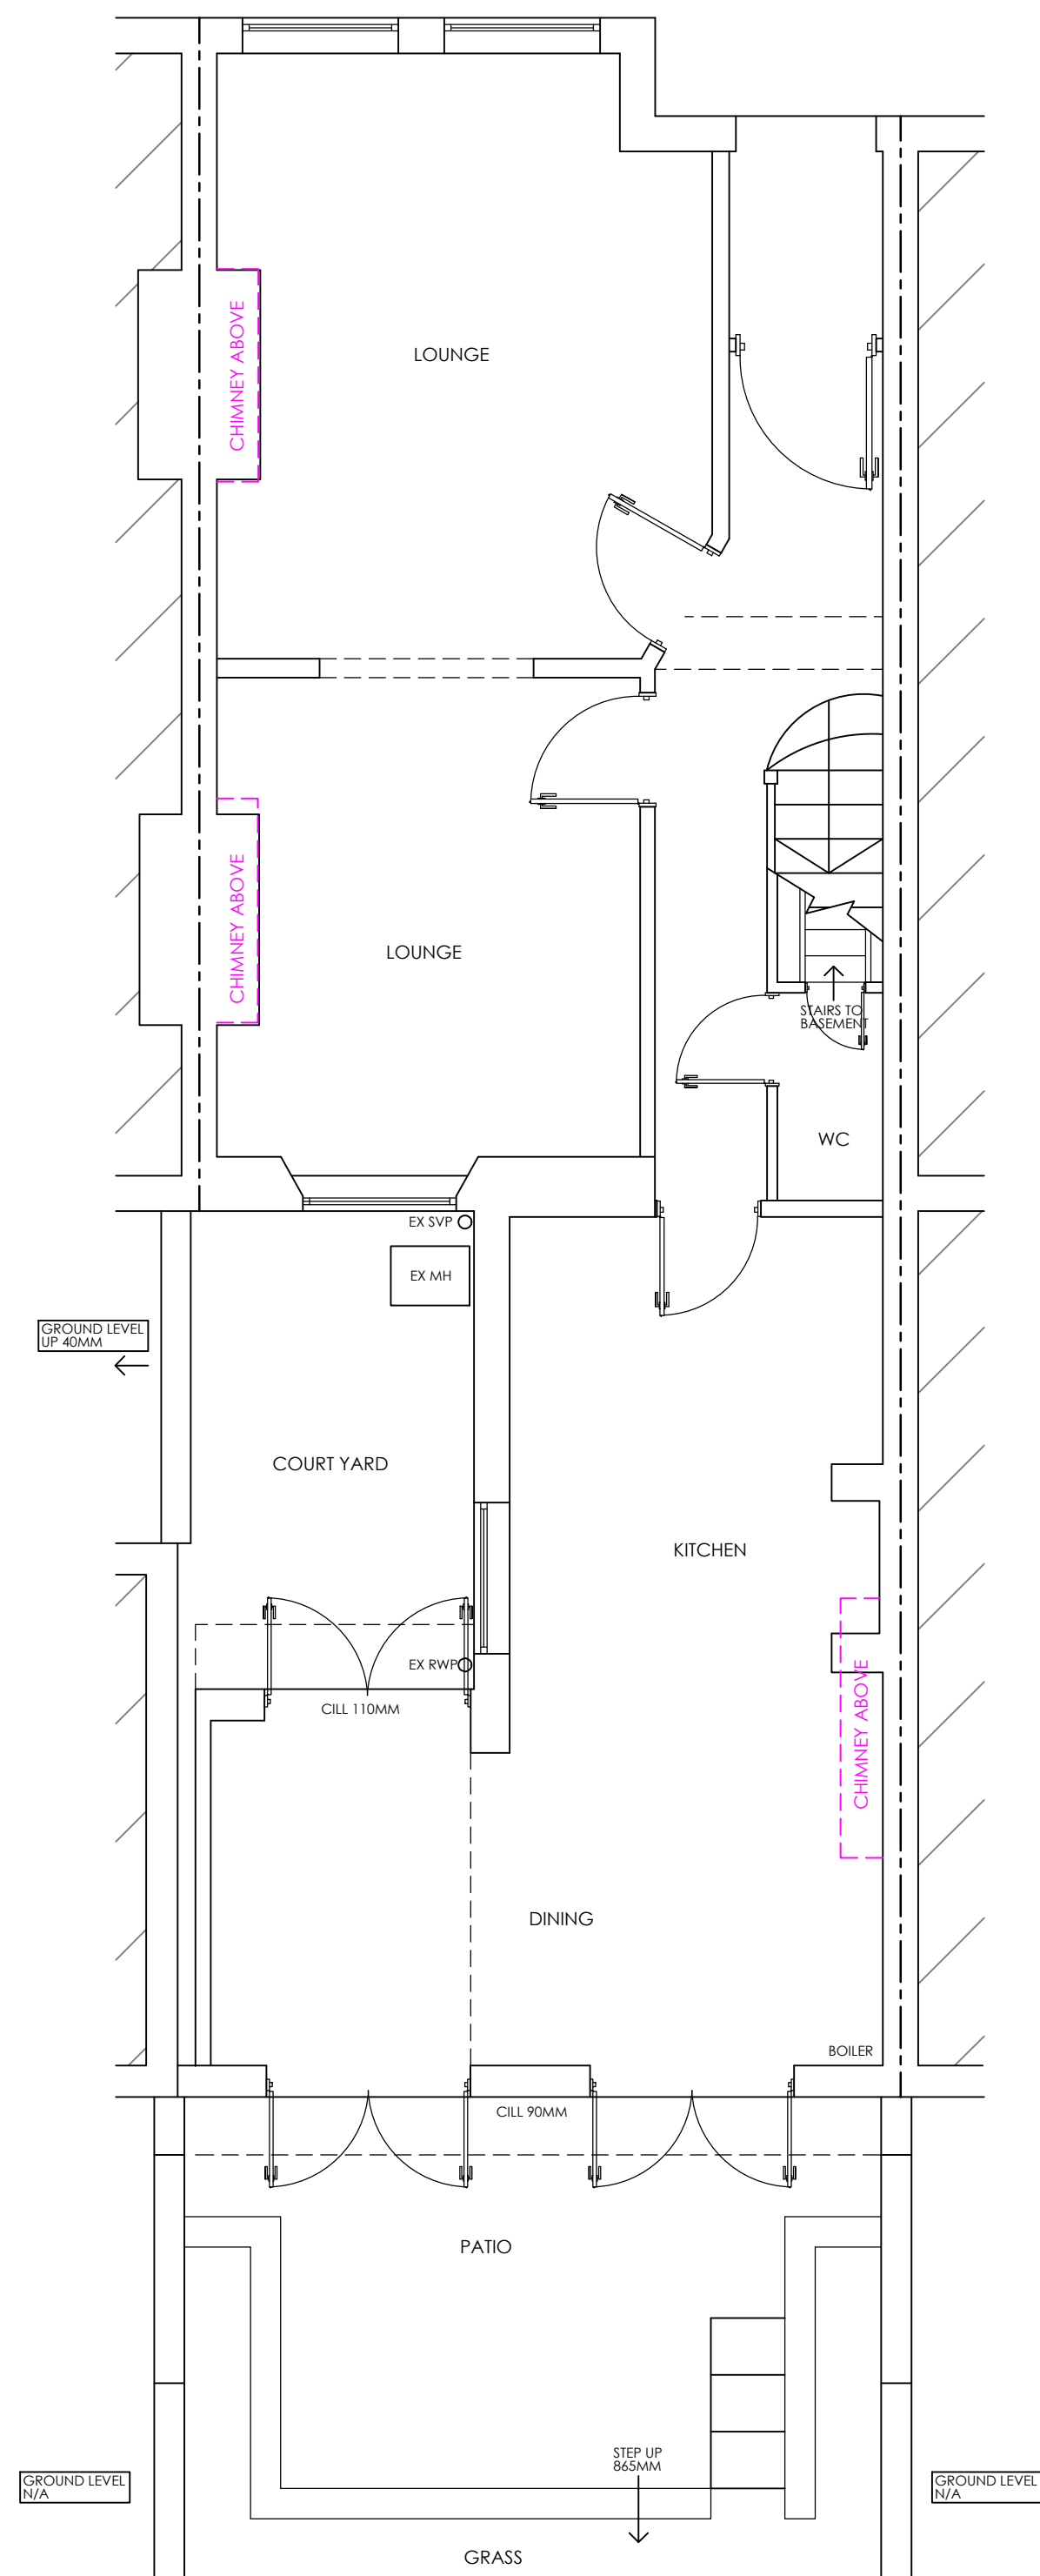 CHIMNEY ABOVE
LOUNGE
CHIMNEY ABOVE
LOUNGE
STAIRS TO
BASEMENT
WC
EX SVP
EX MH
GROUND LEVEL
UP 40MM
COURT YARD
KITCHEN
EX RWP
CILL 110MM
CHIMNEY ABOVE
DINING
BOILER
CILL 90MM
PATIO
STEP UP
865MM
GROUND LEVEL
N/A
GROUND LEVEL
N/A
GRASS